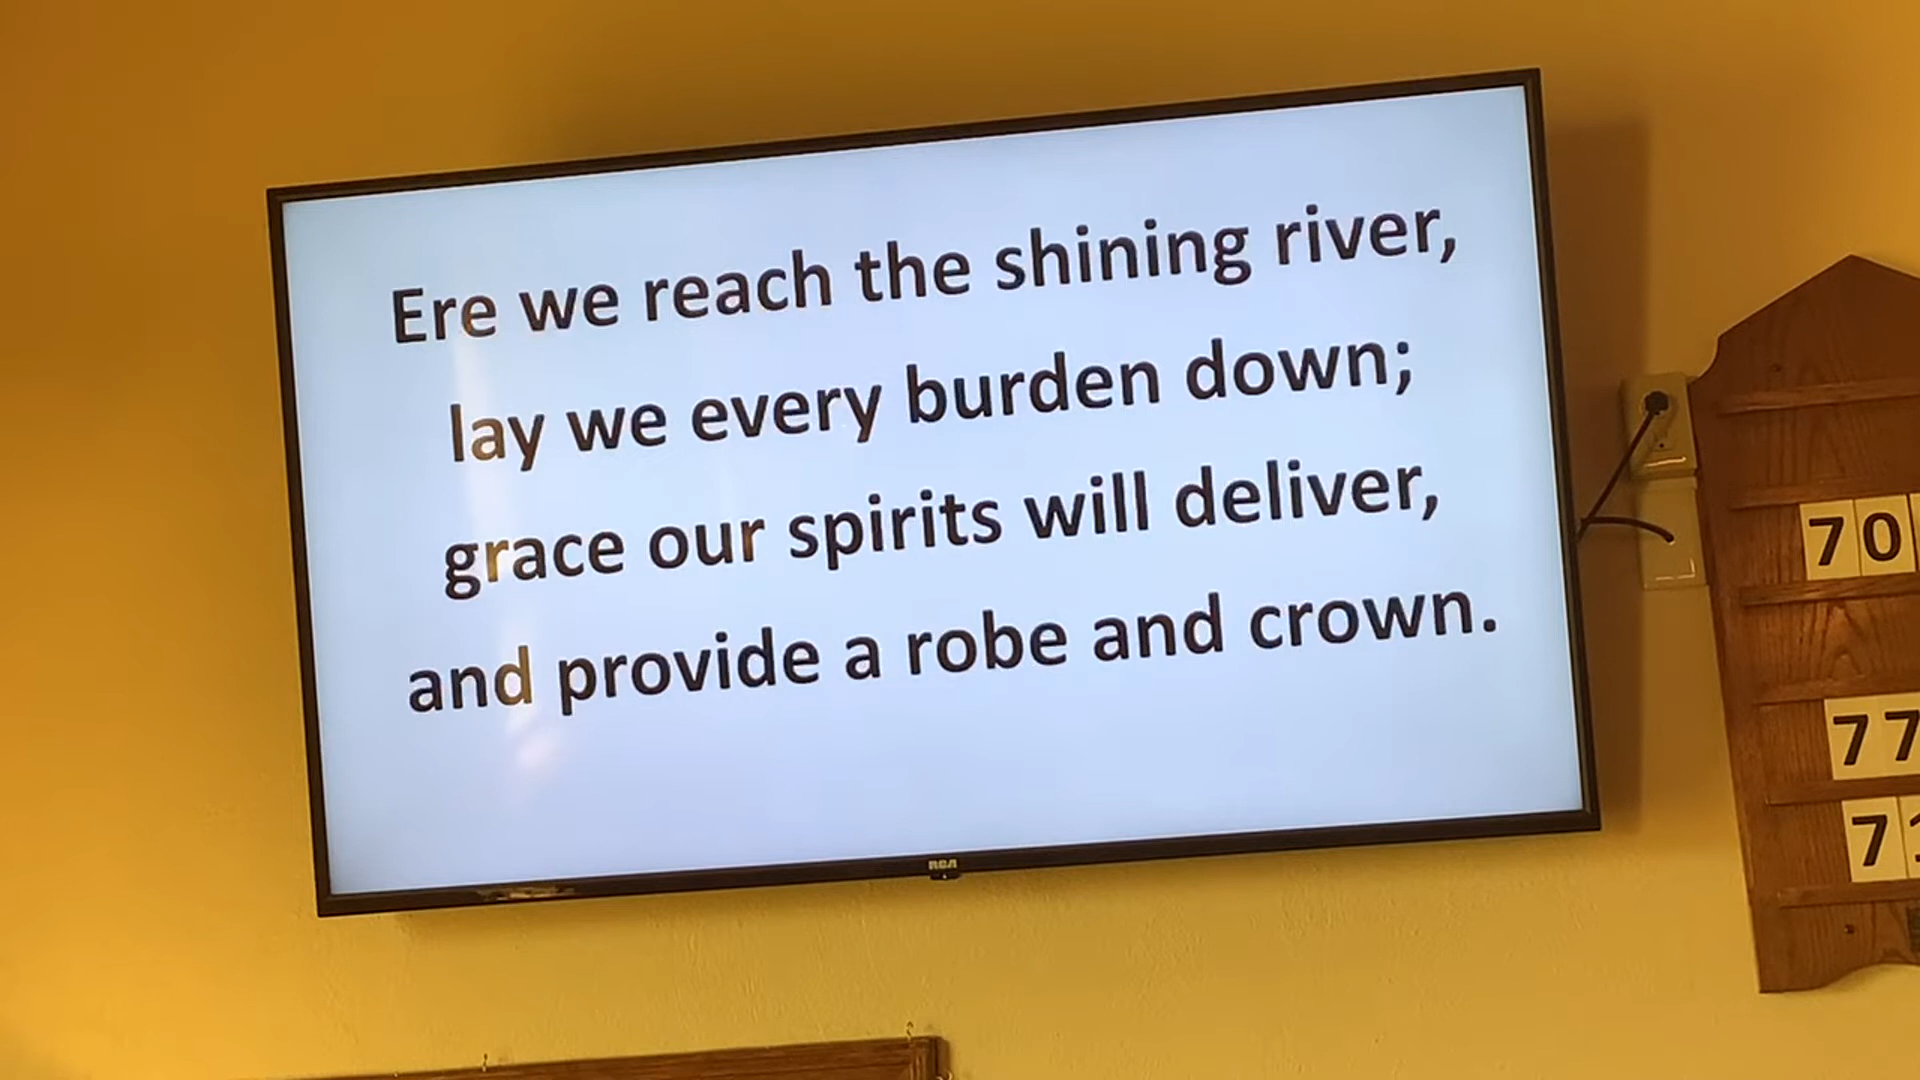 Ere we reach the shining river,
lay we every burden down;
grace our spirits will deliver,
and provide a robe and crown.
RCA
70
77
7